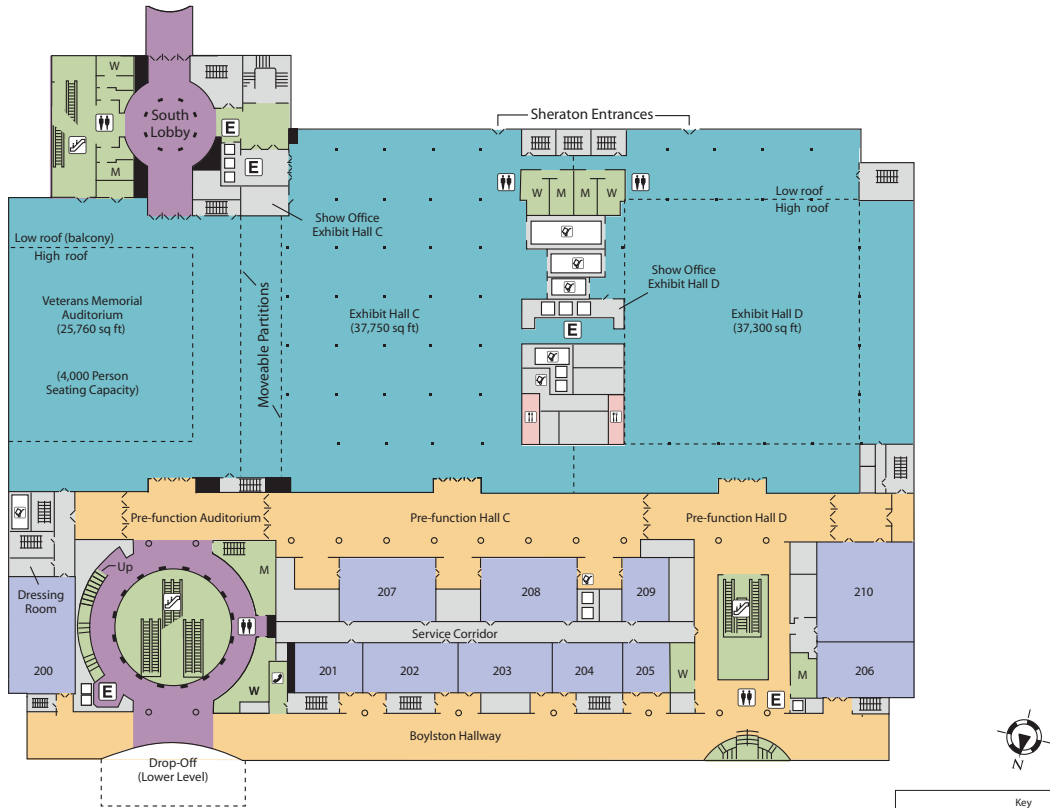 W
South
Lobby
E
E
M
Sheraton Entrances
W
M
M
W
Show Office
Exhibit Hall C
Low roof
High roof
Low roof (balcony)
High roof
Veterans Memorial
Auditorium
(25,760 sq ft)
(4,000 Person
Seating Capacity)
Moveable Partitions
Exhibit Hall C
(37,750 sq ft)
Show Office
Exhibit Hall D
E
Exhibit Hall D
(37,300 sq ft)
Pre-function Auditorium
Pre-function Hall C
Pre-function Hall D
Up
M
Dressing
Room
207
208
209
210
Service Corridor
200
201
202
203
204
205
W
M
206
E
W
E
Boylston Hallway
Drop-Off
(Lower Level)
N
Key